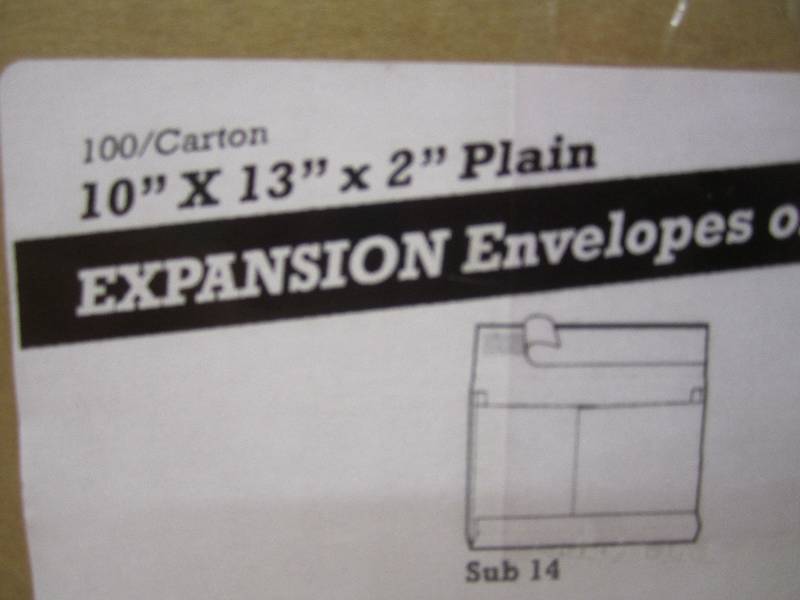 100/Carton
10” X 13” x 2” Plain
EXPANSION Envelopes
Sub 14